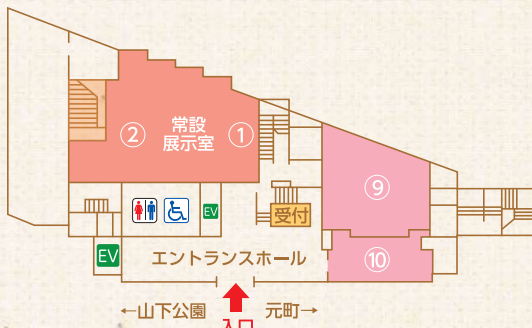 ② 常設 ①
展示室
⑨
EV
受付
EV
エントランスホール
⑩
←山下公園 元町→
入口